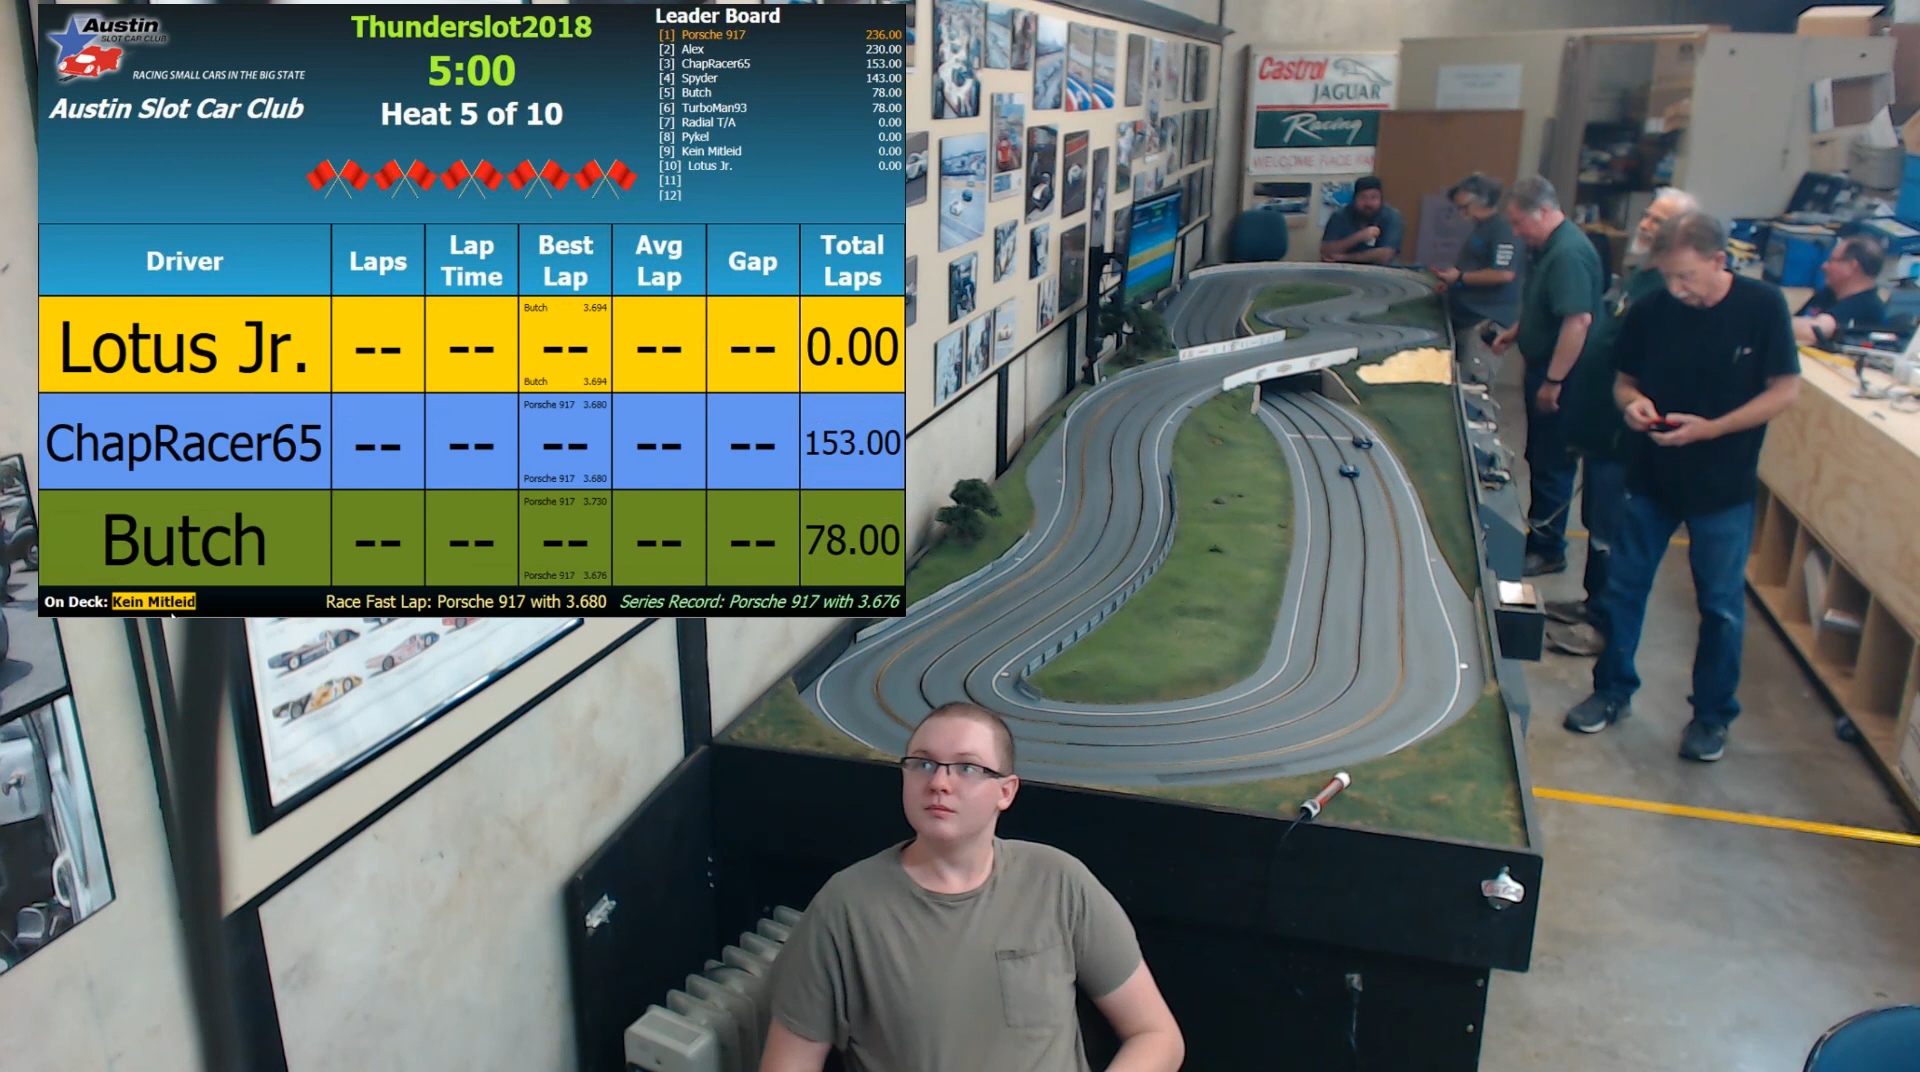 Austin
SLOT CAR CLUB
RACING SMALL CARS IN THE BIG STATE
Austin Slot Car Club
Thunderslot2018
5:00
Heat 5 of 10
Leader Board
[1] Porsche 917 236.00
[2] Alex 230.00
[3] ChapRacer65 153.00
[4] Spyder 143.00
[5] Butch 78.00
[6] TurboMan93 78.00
[7] Radial T/A 0.00
[8] Pykel 0.00
[9] Kein Mitleid 0.00
[10] Lotus Jr. 0.00
[11]
[12]
Driver Laps Lap Time Best Lap Avg Lap Gap Total Laps
Butch 3.694
Lotus Jr. -- -- -- -- -- 0.00
Butch 3.694
Porsche 917 3.680
ChapRacer65 -- -- -- -- -- 153.00
Porsche 917 3.680
Porsche 917 3.730
Butch -- -- -- -- -- 78.00
Porsche 917 3.676
On Deck: Kein Mitleid Race Fast Lap: Porsche 917 with 3.680 Series Record: Porsche 917 with 3.676
Castrol
JAGUAR
Racing
WELCOME RACE FA